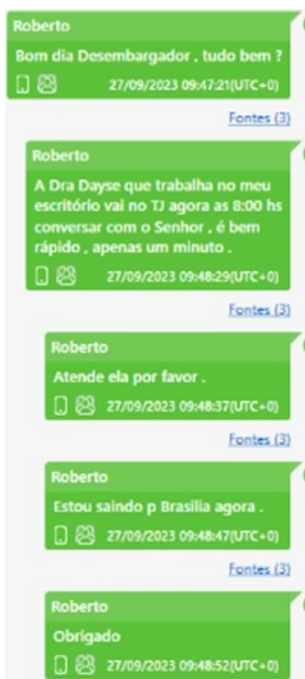 Roberto
Bom dia Desembargador , tudo bem ?
27/09/2023 09:47:21(UTC+0)
Fontes (3)
Roberto
A Dra Dayse que trabalha no meu
escritório vai no TJ agora as 8:00 hs
conversar com o Senhor , é bem
rápido , apenas um minuto .
27/09/2023 09:48:29(UTC+0)
Fontes (3)
Roberto
Atende ela por favor .
27/09/2023 09:48:37(UTC+0)
Fontes (3)
Roberto
Estou saindo p Brasilia agora .
27/09/2023 09:48:47(UTC+0)
Fontes (3)
Roberto
Obrigado
27/09/2023 09:48:52(UTC+0)